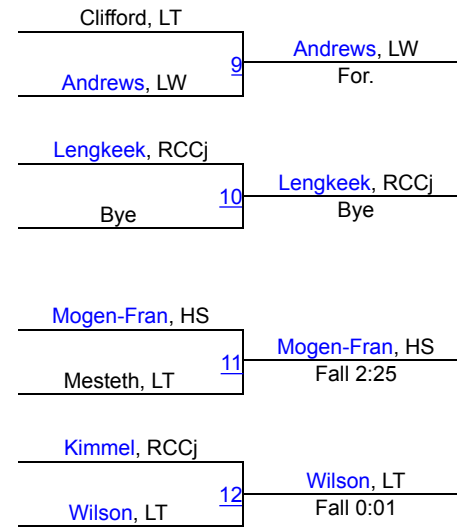 Clifford, LT
9
Andrews, LW
Andrews, LW
For.
Lengkeek, RCCj
10
Bye
Lengkeek, RCCj
Bye
Mogen-Fran, HS
11
Mesteth, LT
Mogen-Fran, HS
Fall 2:25
Kimmel, RCCj
12
Wilson, LT
Wilson, LT
Fall 0:01